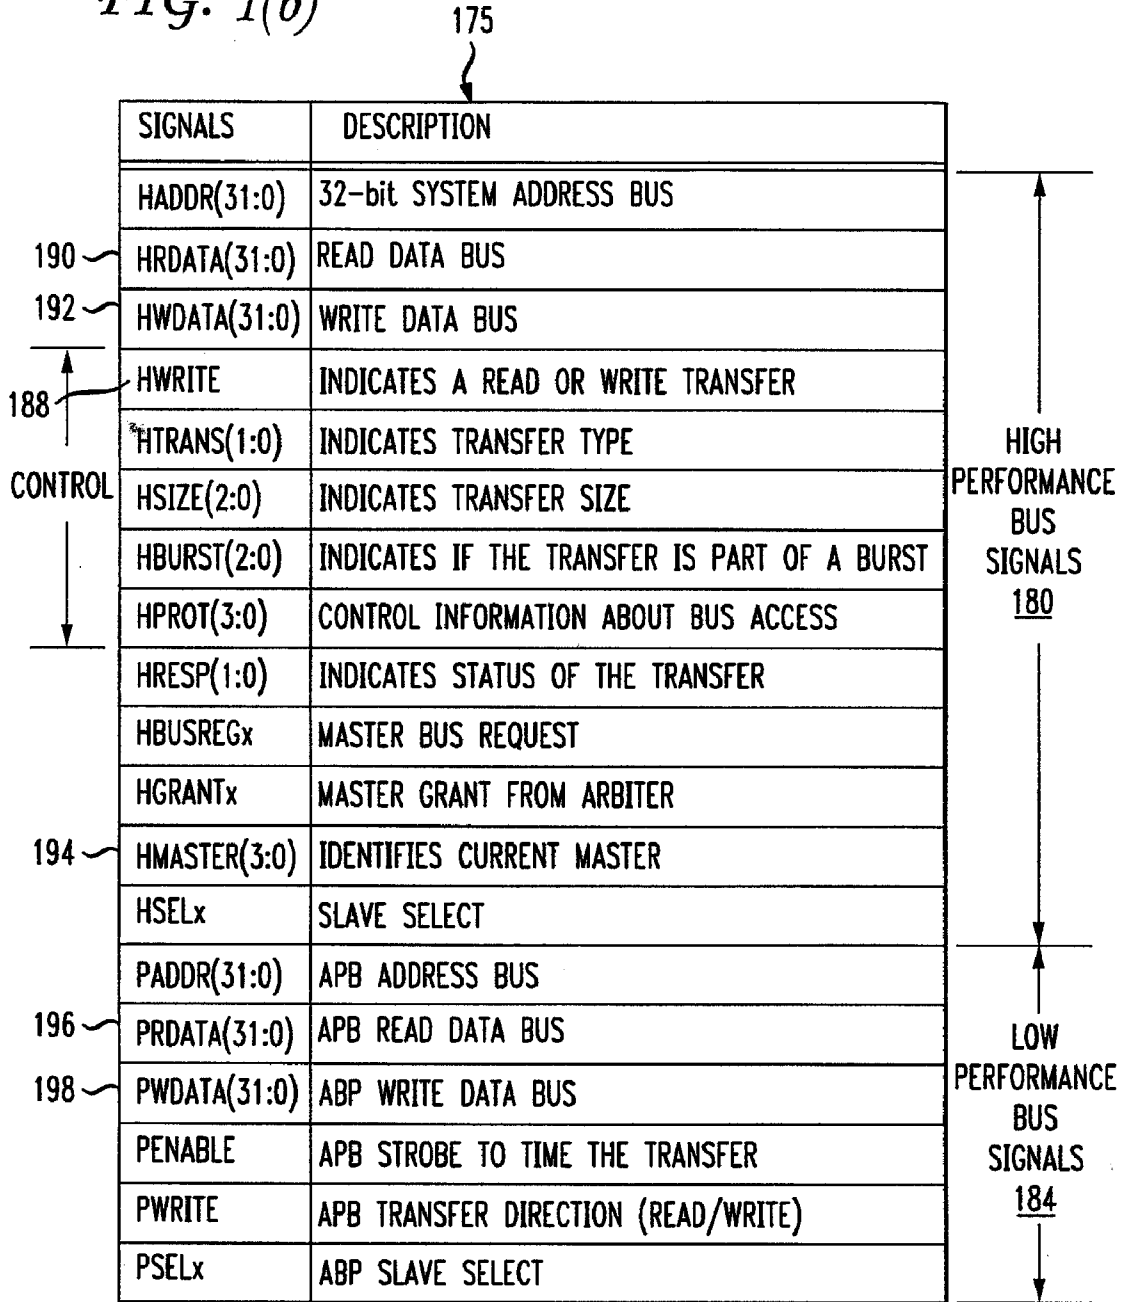 FIG. 1(b)
175
SIGNALS DESCRIPTION
HADDR(31:0) 32-bit SYSTEM ADDRESS BUS
190 HRDATA(31:0) READ DATA BUS
192 HWDATA(31:0) WRITE DATA BUS
188 HWRITE INDICATES A READ OR WRITE TRANSFER
HTRANS(1:0) INDICATES TRANSFER TYPE
CONTROL HSIZE(2:0) INDICATES TRANSFER SIZE
HBURST(2:0) INDICATES IF THE TRANSFER IS PART OF A BURST
HPROT(3:0) CONTROL INFORMATION ABOUT BUS ACCESS
HRESP(1:0) INDICATES STATUS OF THE TRANSFER
HBUSREGx MASTER BUS REQUEST
HGRANTx MASTER GRANT FROM ARBITER
194 HMASTER(3:0) IDENTIFIES CURRENT MASTER
HSELx SLAVE SELECT
PADDR(31:0) APB ADDRESS BUS
196 PRDATA(31:0) APB READ DATA BUS
198 PWDATA(31:0) ABP WRITE DATA BUS
PENABLE APB STROBE TO TIME THE TRANSFER
PWRITE APB TRANSFER DIRECTION (READ/WRITE)
PSELx ABP SLAVE SELECT
HIGH
PERFORMANCE
BUS
SIGNALS
180
LOW
PERFORMANCE
BUS
SIGNALS
184